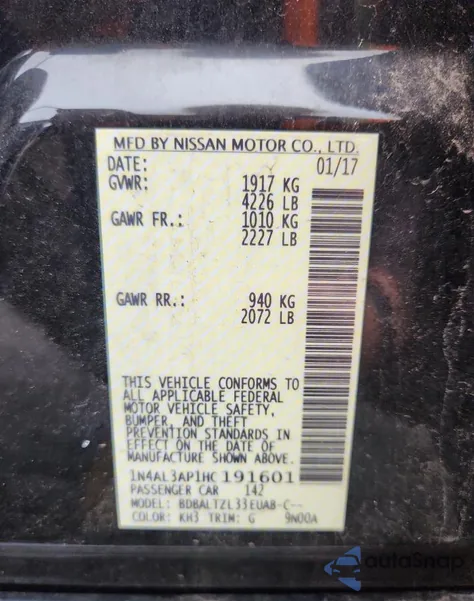 MFD BY NISSAN MOTOR CO., LTD.
DATE: 01/17
GVWR: 1917 KG
4226 LB
GAWR FR.: 1010 KG
2227 LB
GAWR RR.: 940 KG
2072 LB
THIS VEHICLE CONFORMS TO
ALL APPLICABLE FEDERAL
MOTOR VEHICLE SAFETY,
BUMPER, AND THEFT
PREVENTION STANDARDS IN
EFFECT ON THE DATE OF
MANUFACTURE SHOWN ABOVE.
1N4AL3AP1HC191601
PASSENGER CAR 142
MODEL: BDBALTZL33EUAB-C--
COLOR: KH3 TRIM: G 9N00A
autoSnap